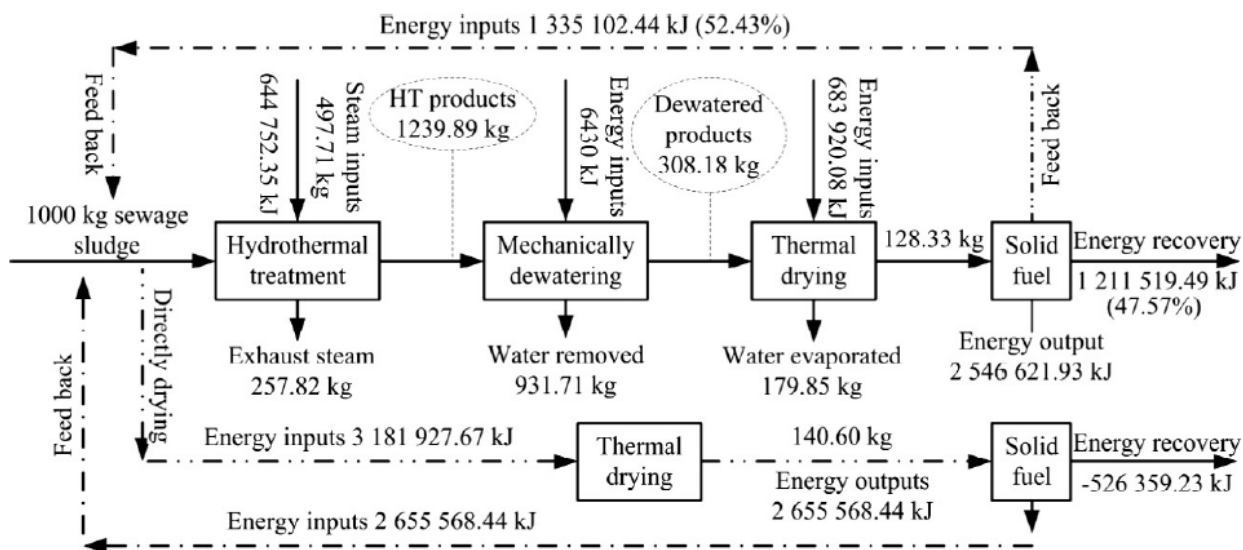 Energy inputs 1 335 102.44 kJ (52.43%)
Feed back
1000 kg sewage
sludge
644 752.35 kJ
Steam inputs
497.71 kg
Hydrothermal
treatment
Exhaust steam
257.82 kg
HT products
1239.89 kg
Energy inputs
6430 kJ
Mechanically
dewatering
Water removed
931.71 kg
Dewatered
products
308.18 kg
Energy inputs
683 920.08 kJ
Thermal
drying
Water evaporated
179.85 kg
128.33 kg
Feed back
Solid
fuel
Energy recovery
1 211 519.49 kJ
(47.57%)
Energy output
2 546 621.93 kJ
Feed back
Directly drying
Energy inputs 3 181 927.67 kJ
Thermal
drying
140.60 kg
Energy outputs
2 655 568.44 kJ
Solid
fuel
Energy recovery
-526 359.23 kJ
Energy inputs 2 655 568.44 kJ